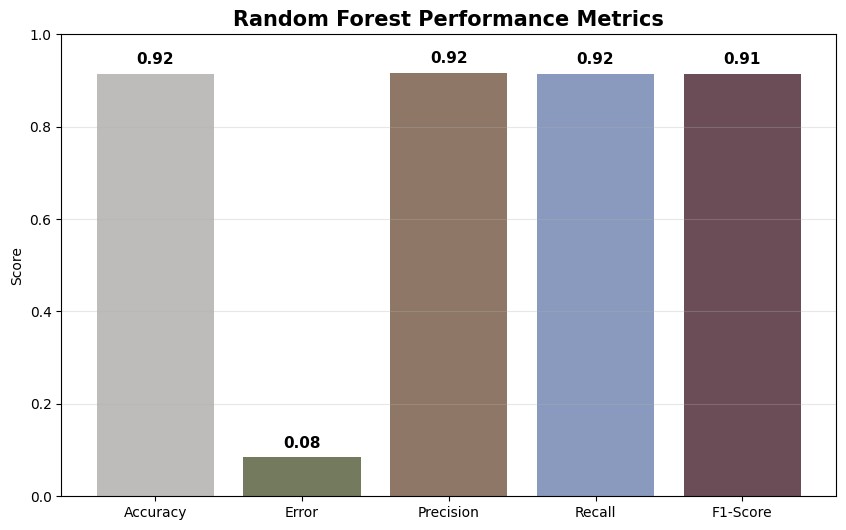 Random Forest Performance Metrics
1.0
0.8
0.6
0.4
0.2
0.0
Score
0.92
0.08
0.92
0.92
0.91
Accuracy
Error
Precision
Recall
F1-Score